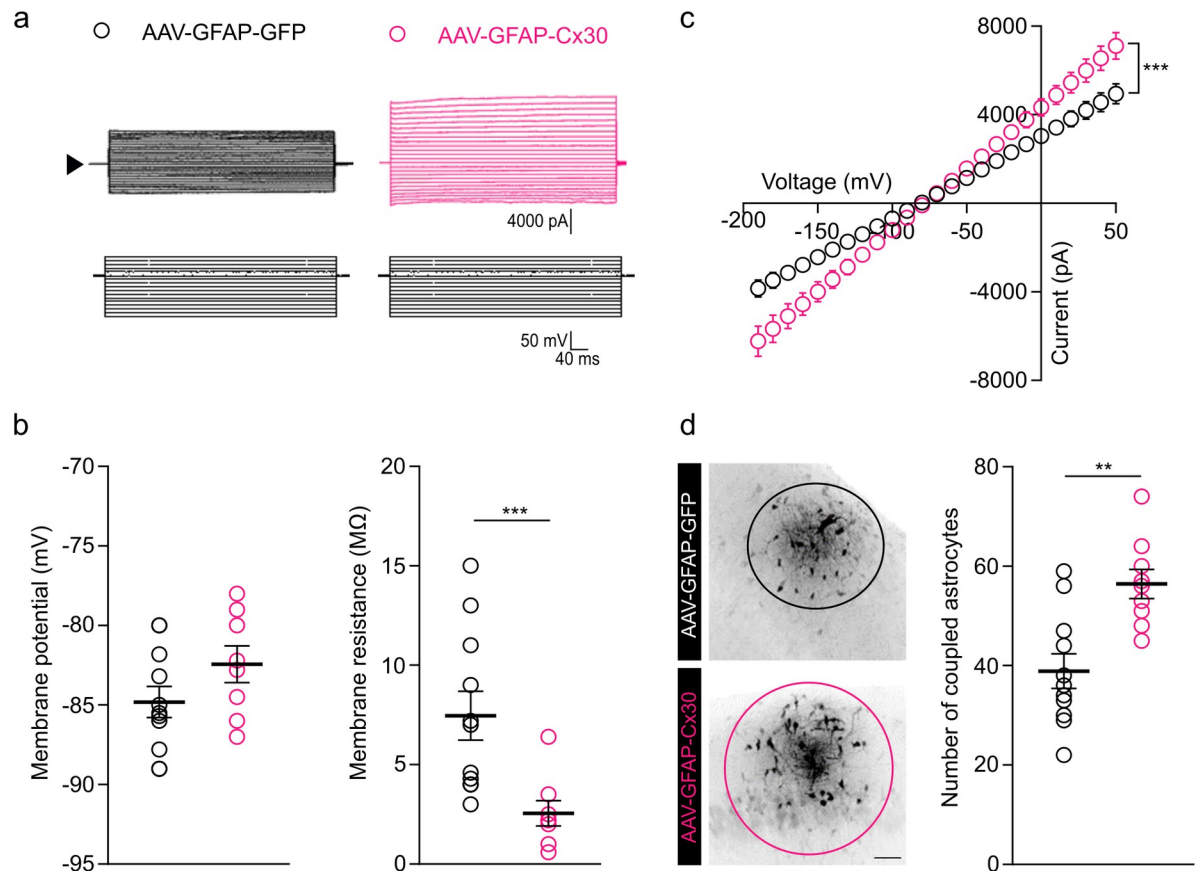 a
AAV-GFAP-GFP
AAV-GFAP-Cx30
4000 pA
50 mV
40 ms
c
8000
4000
-4000
-8000
Voltage (mV)
-200
-150
-100
-50
0
50
Current (pA)
***
b
Membrane potential (mV)
-70
-75
-80
-85
-90
-95
Membrane resistance (MΩ)
20
15
10
5
0
***
d
AAV-GFAP-GFP
AAV-GFAP-Cx30
Number of coupled astrocytes
80
60
40
20
0
**